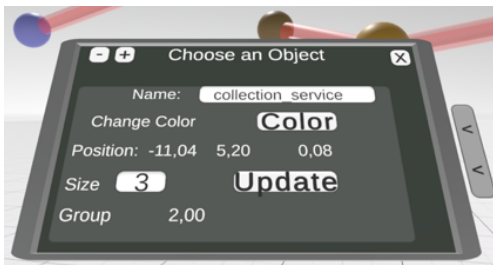 - + Choose an Object X
Name: collection_service
Change Color Color
Position: -11,04 5,20 0,08
Size 3 Update
Group 2,00
<
<